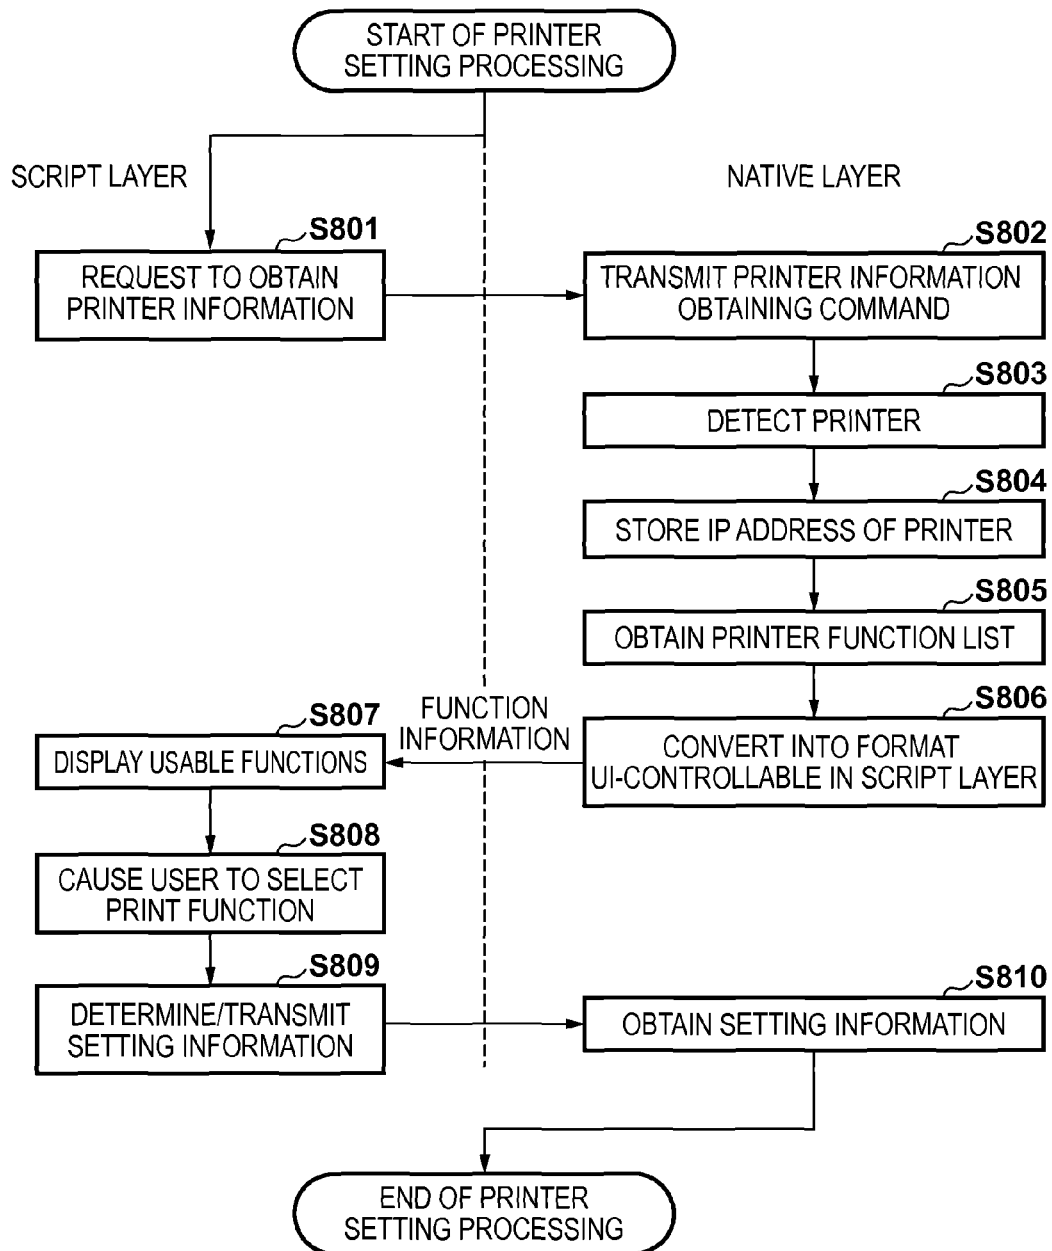 START OF PRINTER
SETTING PROCESSING
SCRIPT LAYER
NATIVE LAYER
S801
REQUEST TO OBTAIN
PRINTER INFORMATION
S802
TRANSMIT PRINTER INFORMATION
OBTAINING COMMAND
S803
DETECT PRINTER
S804
STORE IP ADDRESS OF PRINTER
S805
OBTAIN PRINTER FUNCTION LIST
S806
CONVERT INTO FORMAT
UI-CONTROLLABLE IN SCRIPT LAYER
FUNCTION
INFORMATION
S807
DISPLAY USABLE FUNCTIONS
S808
CAUSE USER TO SELECT
PRINT FUNCTION
S809
DETERMINE/TRANSMIT
SETTING INFORMATION
S810
OBTAIN SETTING INFORMATION
END OF PRINTER
SETTING PROCESSING